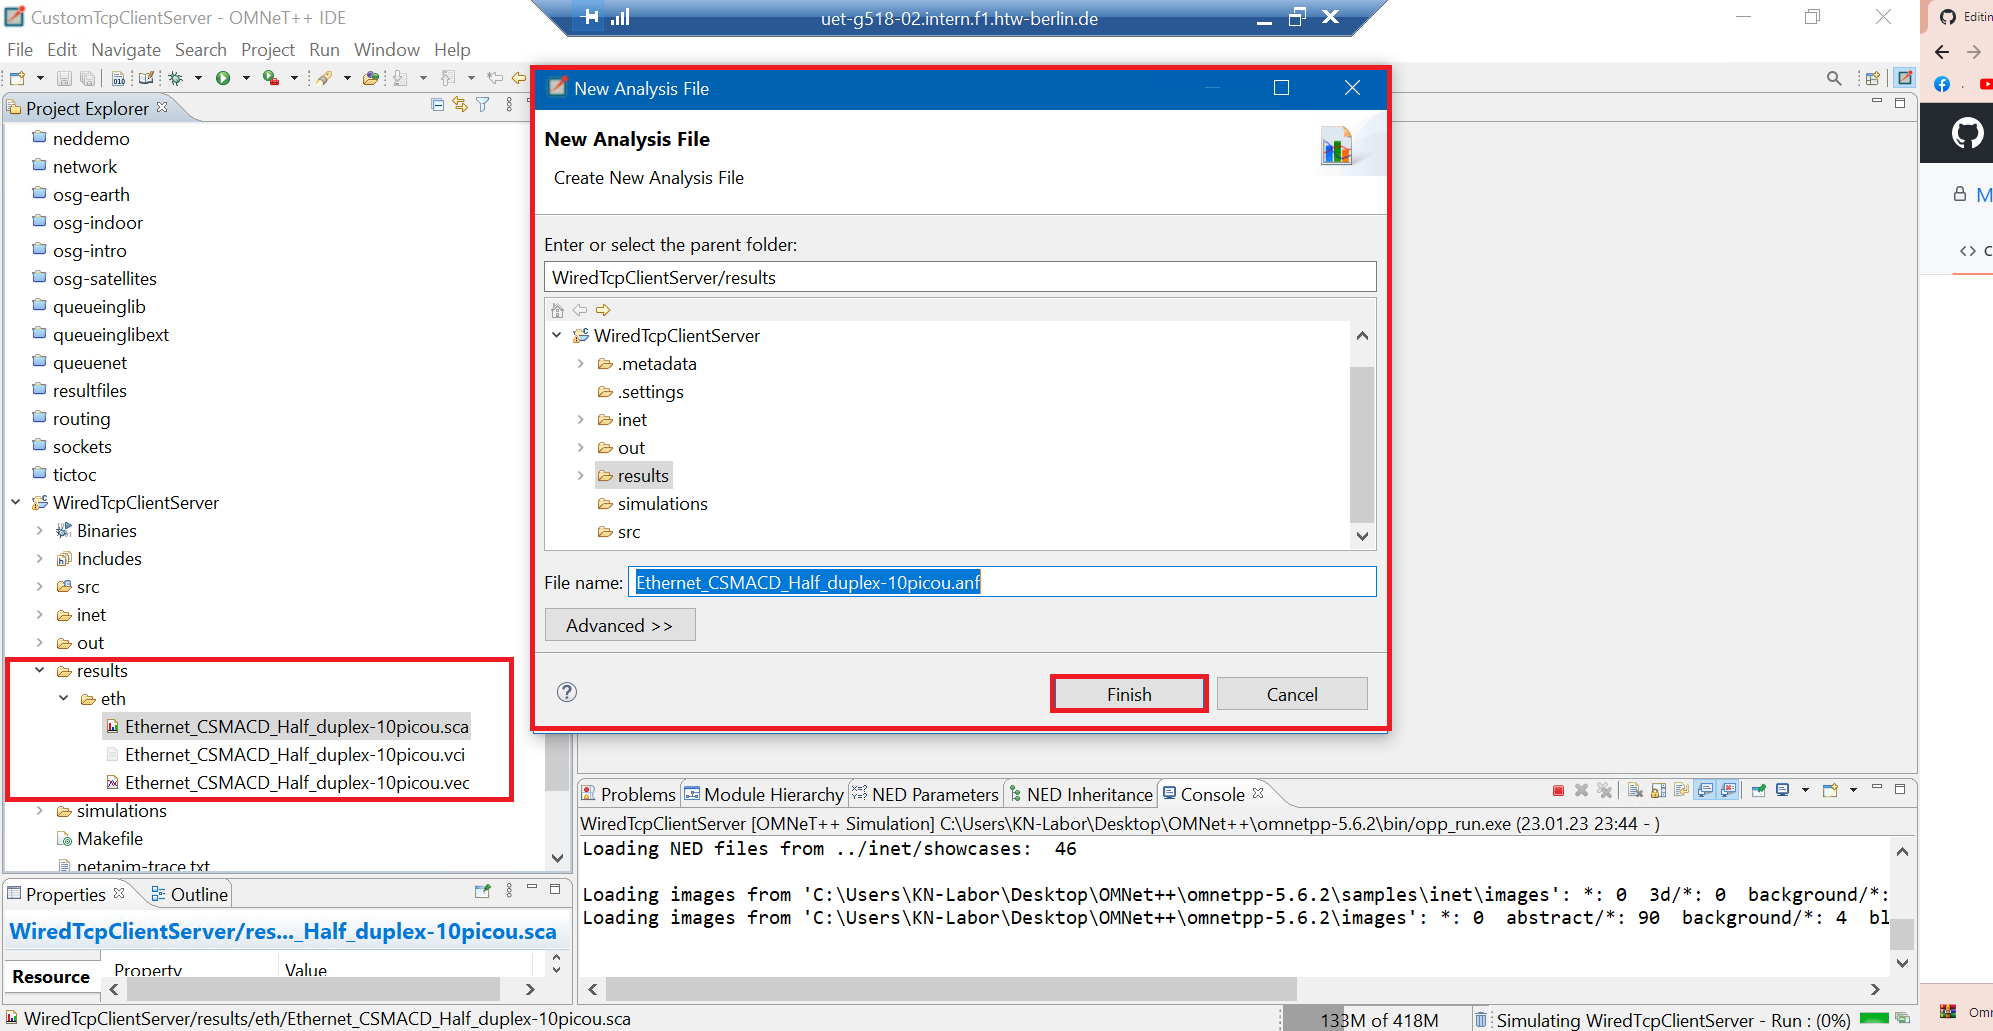 CustomTcpClientServer - OMNeT++ IDE
uet-g518-02.intern.f1.htw-berlin.de
File Edit Navigate Search Project Run Window Help
Project Explorer
neddemo
network
osg-earth
osg-indoor
osg-intro
osg-satellites
queueinglib
queueinglibext
queuenet
resultfiles
routing
sockets
tictoc
WiredTcpClientServer
Binaries
Includes
src
inet
out
results
eth
Ethernet_CSMACD_Half_duplex-10picou.sca
Ethernet_CSMACD_Half_duplex-10picou.vci
Ethernet_CSMACD_Half_duplex-10picou.vec
simulations
Makefile
netanim-trace.txt
Properties Outline
WiredTcpClientServer/res..._Half_duplex-10picou.sca
Resource
Property Value
WiredTcpClientServer/results/eth/Ethernet_CSMACD_Half_duplex-10picou.sca
New Analysis File
New Analysis File
Create New Analysis File
Enter or select the parent folder:
WiredTcpClientServer/results
WiredTcpClientServer
.metadata
.settings
inet
out
results
simulations
src
File name: Ethernet_CSMACD_Half_duplex-10picou.anf
Advanced >>
Finish Cancel
Problems Module Hierarchy NED Parameters NED Inheritance Console
WiredTcpClientServer [OMNeT++ Simulation] C:\Users\KN-Labor\Desktop\OMNet++\omnetpp-5.6.2\bin/opp_run.exe (23.01.23 23:44 - )
Loading NED files from ../inet/showcases: 46
Loading images from 'C:\Users\KN-Labor\Desktop\OMNet++\omnetpp-5.6.2\samples\inet\images': *: 0 3d/*: 0 background/*:
Loading images from 'C:\Users\KN-Labor\Desktop\OMNet++\omnetpp-5.6.2\images': *: 0 abstract/*: 90 background/*: 4 bl
133M of 418M
Simulating WiredTcpClientServer - Run : (0%)
Editin
M
<> C
Omn